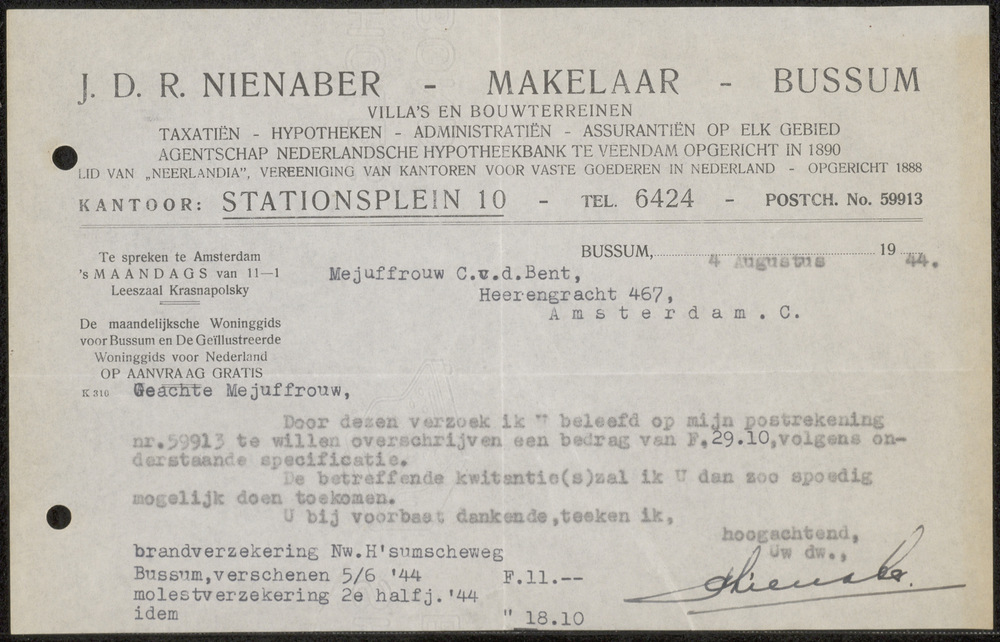 J. D. R. NIENABER - MAKELAAR - BUSSUM
VILLA'S EN BOUWTERREINEN
TAXATIËN - HYPOTHEKEN - ADMINISTRATIËN - ASSURANTIËN OP ELK GEBIED
AGENTSCHAP NEDERLANDSCHE HYPOTHEEKBANK TE VEENDAM OPGERICHT IN 1890
LID VAN „NEERLANDIA", VEREENIGING VAN KANTOREN VOOR VASTE GOEDEREN IN NEDERLAND - OPGERICHT 1888
KANTOOR: STATIONSPLEIN 10 - TEL. 6424 - POSTCH. No. 59913
Te spreken te Amsterdam
's MAANDAGS van 11—1
Leeszaal Krasnapolsky
De maandelijksche Woninggids
voor Bussum en De Geïllustreerde
Woninggids voor Nederland
OP AANVRAAG GRATIS
K 316
BUSSUM, 4 Augustus 19 44.
Mejuffrouw C.v.d.Bent,
Heerengracht 467,
Amsterdam. C.
Geachte Mejuffrouw,
Door dezen verzoek ik U beleefd op mijn postrekening
nr.59913 te willen overschrijven een bedrag van F.29.10,volgens on-
derstaande specificatie.
De betreffende kwitantie(s)zal ik U dan zoo spoedig
mogelijk doen toekomen.
U bij voorbaat dankende,teeken ik,
hoogachtend,
Uw dw.,
Nienaber.
brandverzekering Nw.H'sumscheweg
Bussum,verschenen 5/6 '44 F.11.--
molestverzekering 2e halfj.'44
idem " 18.10